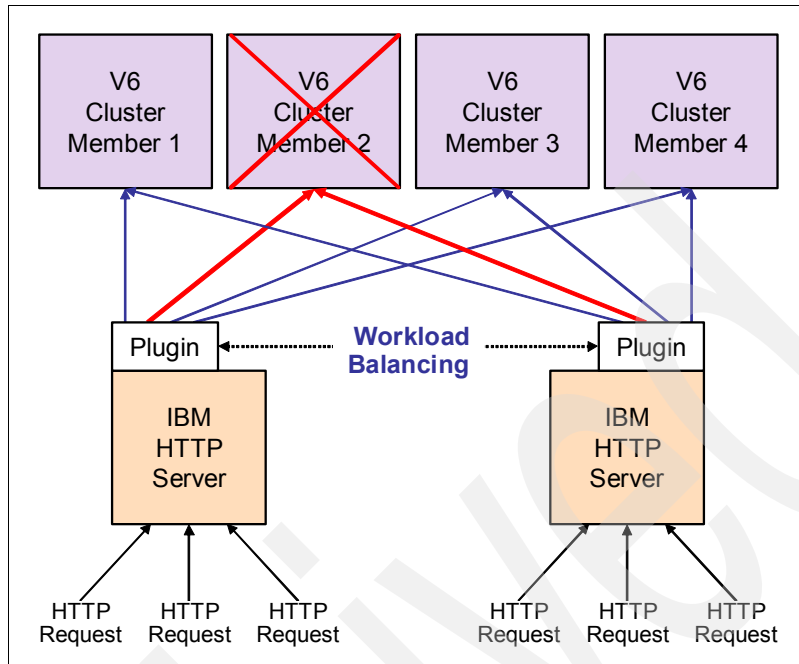 V6
Cluster
Member 1
V6
Cluster
Member 2
V6
Cluster
Member 3
V6
Cluster
Member 4
Plugin
Workload
Balancing
Plugin
IBM
HTTP
Server
IBM
HTTP
Server
HTTP
Request
HTTP
Request
HTTP
Request
HTTP
Request
HTTP
Request
HTTP
Request